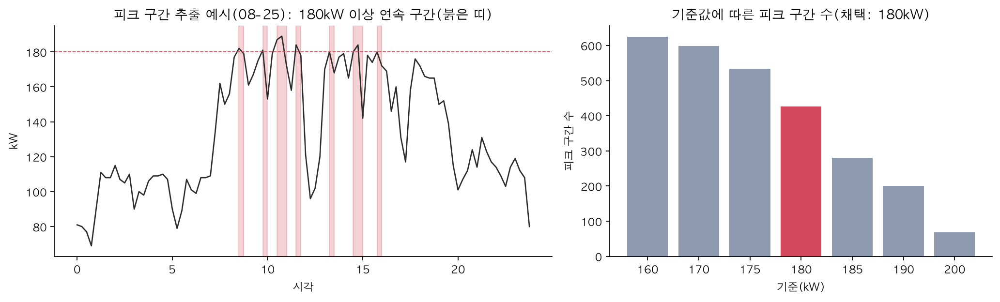 피크 구간 추출 예시(08-25): 180kW 이상 연속 구간(붉은 띠)
kW
180
160
140
120
100
80
0 5 10 15 20
시각
기준값에 따른 피크 구간 수(채택: 180kW)
피크 구간 수
600
500
400
300
200
100
0
160 170 175 180 185 190 200
기준(kW)